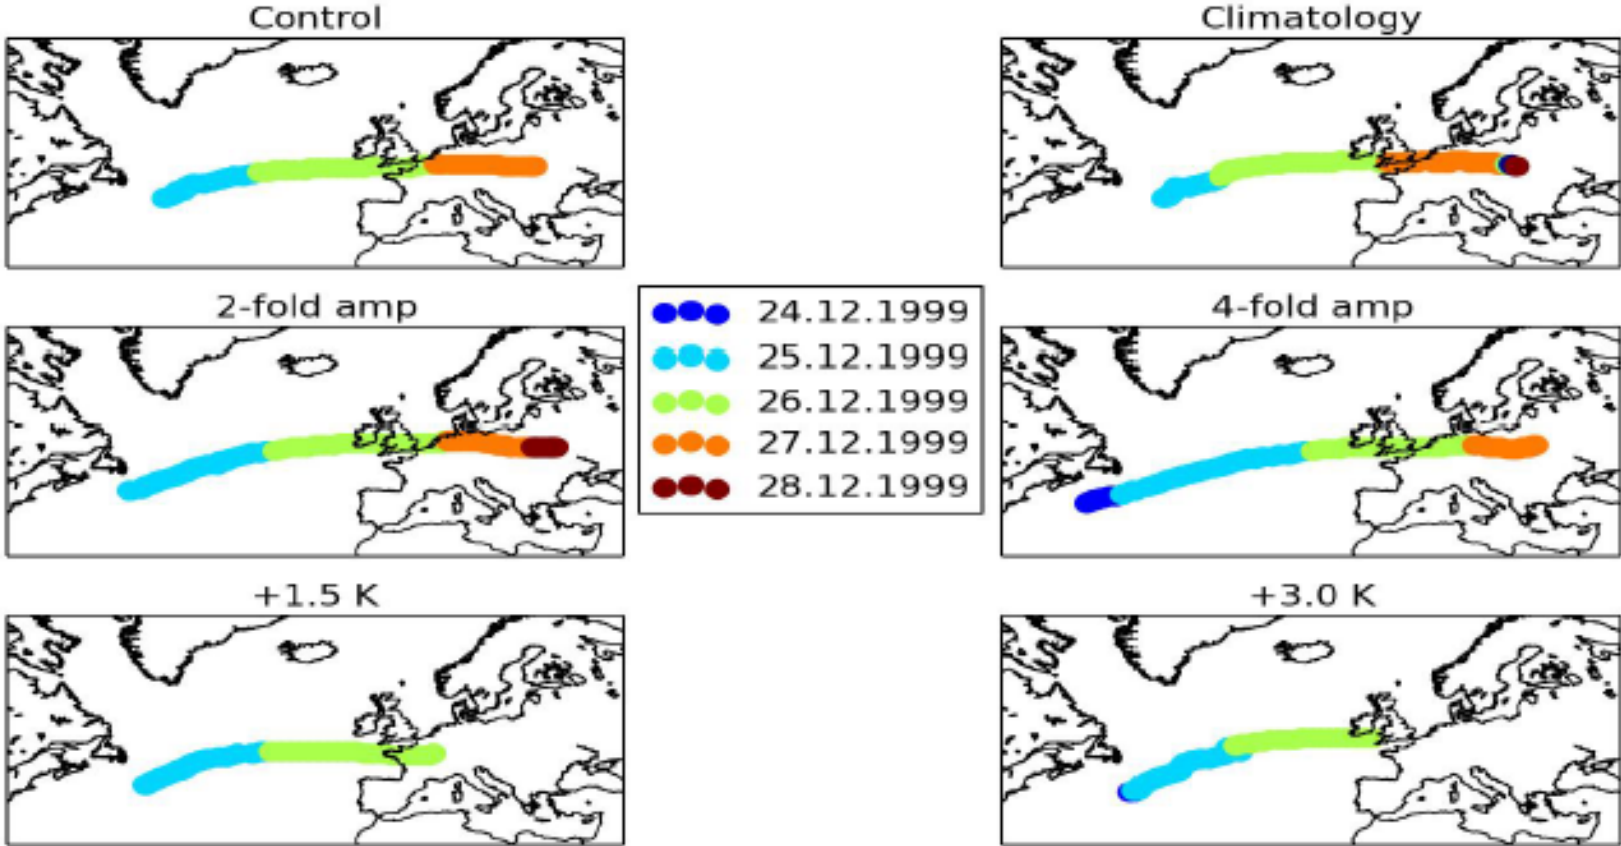 Control
Climatology
2-fold amp
4-fold amp
24.12.1999
25.12.1999
26.12.1999
27.12.1999
28.12.1999
+1.5 K
+3.0 K